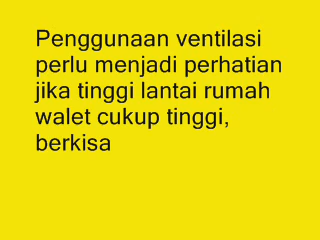 Penggunaan ventilasi
perlu menjadi perhatian
jika tinggi lantai rumah
walet cukup tinggi,
berkisa